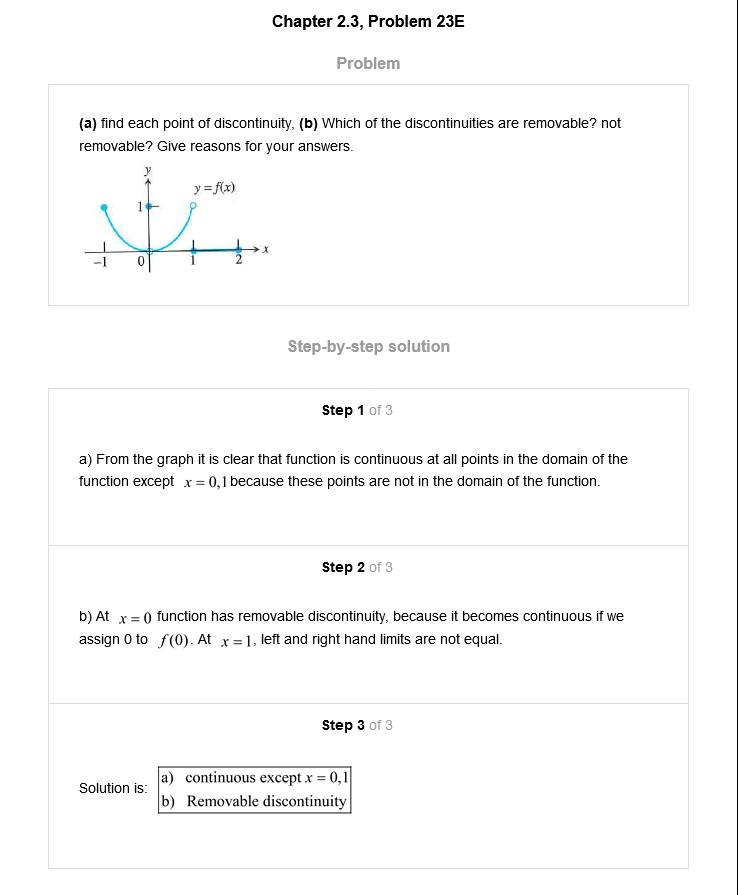 Chapter 2.3, Problem 23E
Problem
(a) find each point of discontinuity, (b) Which of the discontinuities are removable? not
removable? Give reasons for your answers.
y
y = f(x)
1
x
−1 0 1 2
Step-by-step solution
Step 1 of 3
a) From the graph it is clear that function is continuous at all points in the domain of the
function except x = 0,1 because these points are not in the domain of the function.
Step 2 of 3
b) At x = 0 function has removable discontinuity, because it becomes continuous if we
assign 0 to f(0). At x = 1, left and right hand limits are not equal.
Step 3 of 3
a) continuous except x = 0,1
Solution is:
b) Removable discontinuity